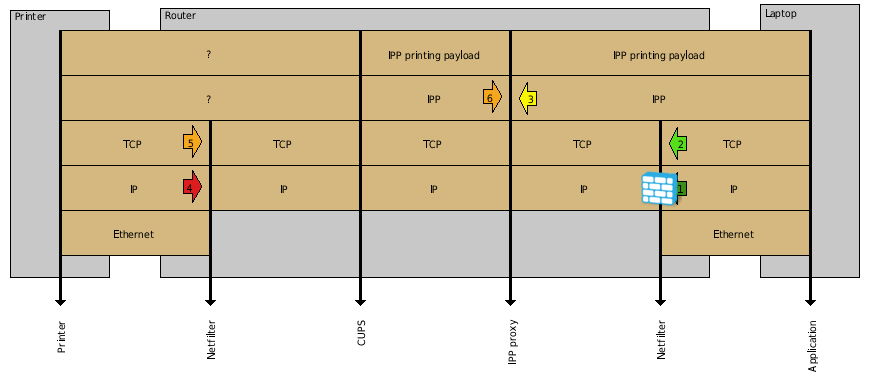 Printer
Router
Laptop
?
IPP printing payload
IPP printing payload
?
IPP
6
3
IPP
TCP
5
TCP
TCP
TCP
2
TCP
IP
4
IP
IP
IP
1
IP
Ethernet
Ethernet
Printer
Netfilter
CUPS
IPP proxy
Netfilter
Application